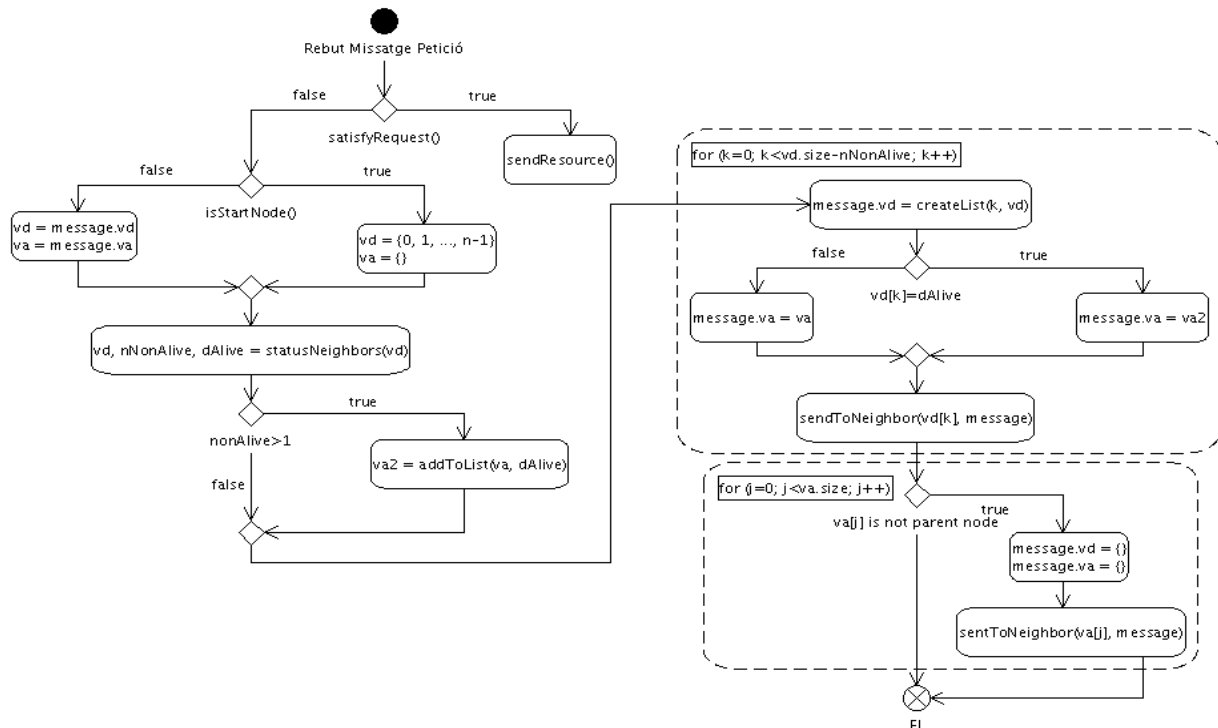 Rebut Missatge Petició
false
true
satisfyRequest()
sendResource()
false
true
isStartNode()
vd = message.vd
va = message.va
vd = {0, 1, ..., n-1}
va = {}
vd, nNonAlive, dAlive = statusNeighbors(vd)
true
nonAlive>1
va2 = addToList(va, dAlive)
false
for (k=0; k<vd.size-nNonAlive; k++)
message.vd = createList(k, vd)
false
true
vd[k]=dAlive
message.va = va
message.va = va2
sendToNeighbor(vd[k], message)
for (j=0; j<va.size; j++)
true
va[j] is not parent node
message.vd = {}
message.va = {}
sentToNeighbor(va[j], message)